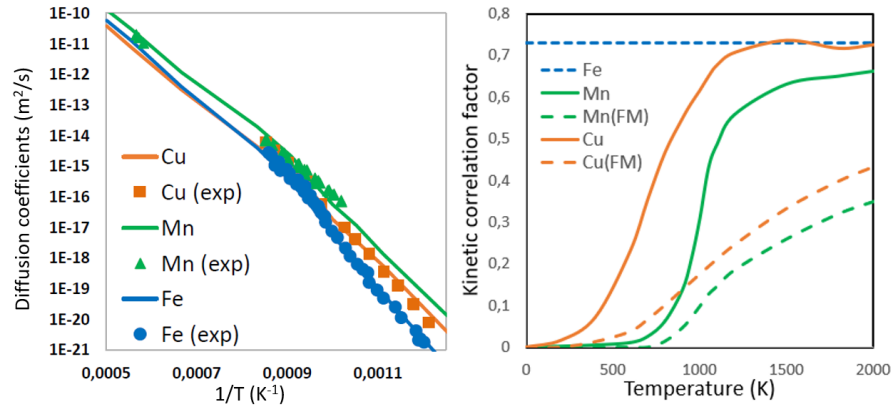 Diffusion coefficients (m²/s)
1E-10
1E-11
1E-12
1E-13
1E-14
1E-15
1E-16
1E-17
1E-18
1E-19
1E-20
1E-21
Cu
Cu (exp)
Mn
Mn (exp)
Fe
Fe (exp)
0,0005 0,0007 0,0009 0,0011
1/T (K⁻¹)
Kinetic correlation factor
0,8
0,7
0,6
0,5
0,4
0,3
0,2
0,1
0
Fe
Mn
Mn(FM)
Cu
Cu(FM)
0 500 1000 1500 2000
Temperature (K)